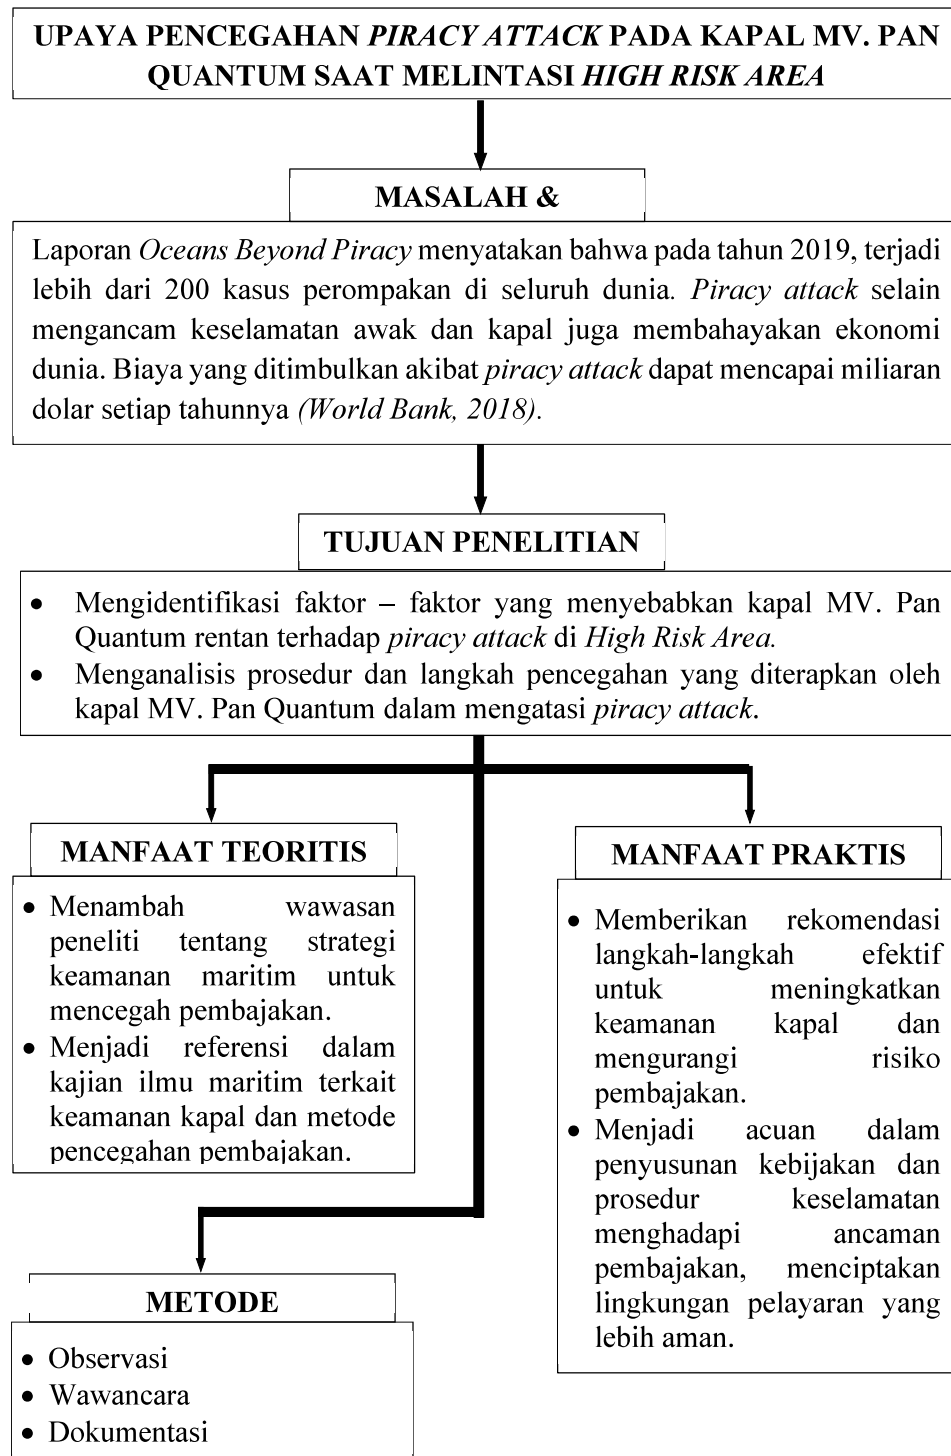 UPAYA PENCEGAHAN PIRACY ATTACK PADA KAPAL MV. PAN
QUANTUM SAAT MELINTASI HIGH RISK AREA
MASALAH &
Laporan Oceans Beyond Piracy menyatakan bahwa pada tahun 2019, terjadi
lebih dari 200 kasus perompakan di seluruh dunia. Piracy attack selain
mengancam keselamatan awak dan kapal juga membahayakan ekonomi
dunia. Biaya yang ditimbulkan akibat piracy attack dapat mencapai miliaran
dolar setiap tahunnya (World Bank, 2018).
TUJUAN PENELITIAN
• Mengidentifikasi faktor – faktor yang menyebabkan kapal MV. Pan
Quantum rentan terhadap piracy attack di High Risk Area.
• Menganalisis prosedur dan langkah pencegahan yang diterapkan oleh
kapal MV. Pan Quantum dalam mengatasi piracy attack.
MANFAAT TEORITIS
• Menambah wawasan
peneliti tentang strategi
keamanan maritim untuk
mencegah pembajakan.
• Menjadi referensi dalam
kajian ilmu maritim terkait
keamanan kapal dan metode
pencegahan pembajakan.
MANFAAT PRAKTIS
• Memberikan rekomendasi
langkah-langkah efektif
untuk meningkatkan
keamanan kapal dan
mengurangi risiko
pembajakan.
• Menjadi acuan dalam
penyusunan kebijakan dan
prosedur keselamatan
menghadapi ancaman
pembajakan, menciptakan
lingkungan pelayaran yang
lebih aman.
METODE
• Observasi
• Wawancara
• Dokumentasi